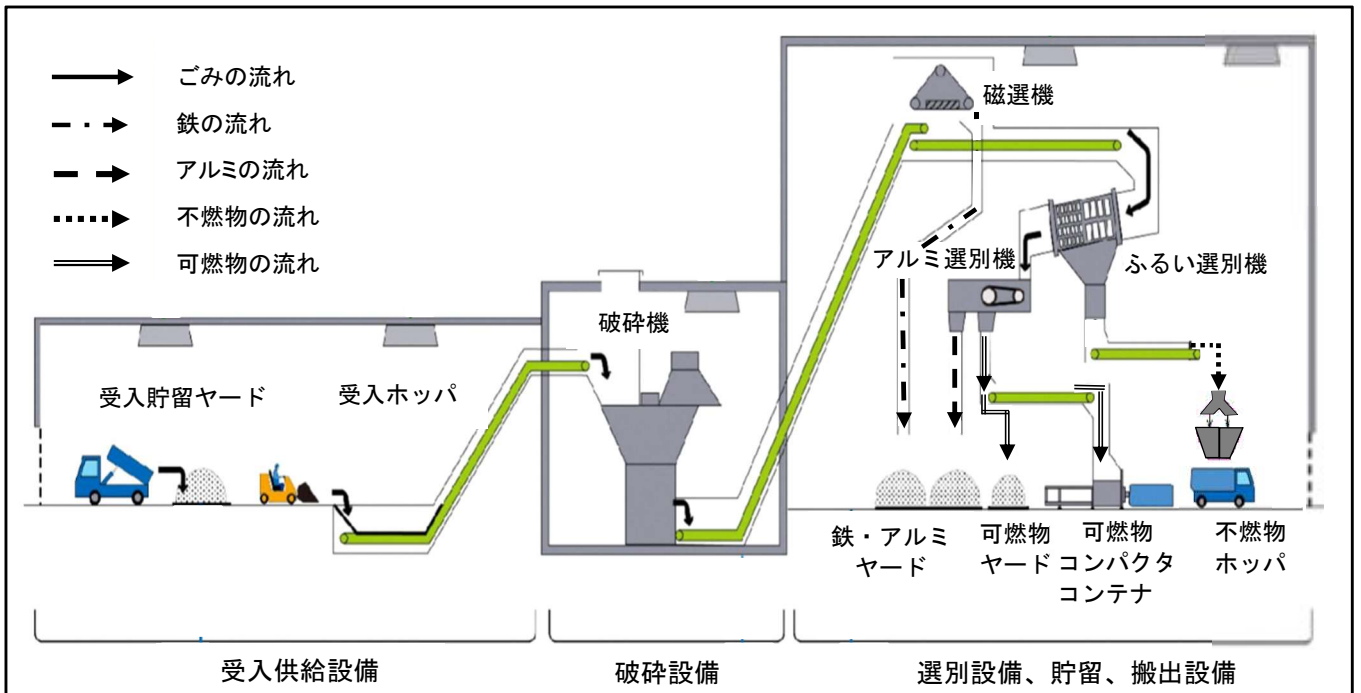 ごみの流れ
鉄の流れ
アルミの流れ
不燃物の流れ
可燃物の流れ
受入貯留ヤード
受入ホッパ
破砕機
磁選機
アルミ選別機
ふるい選別機
鉄・アルミ
ヤード
可燃物
ヤード
可燃物
コンパクタ
コンテナ
不燃物
ホッパ
受入供給設備
破砕設備
選別設備、貯留、搬出設備